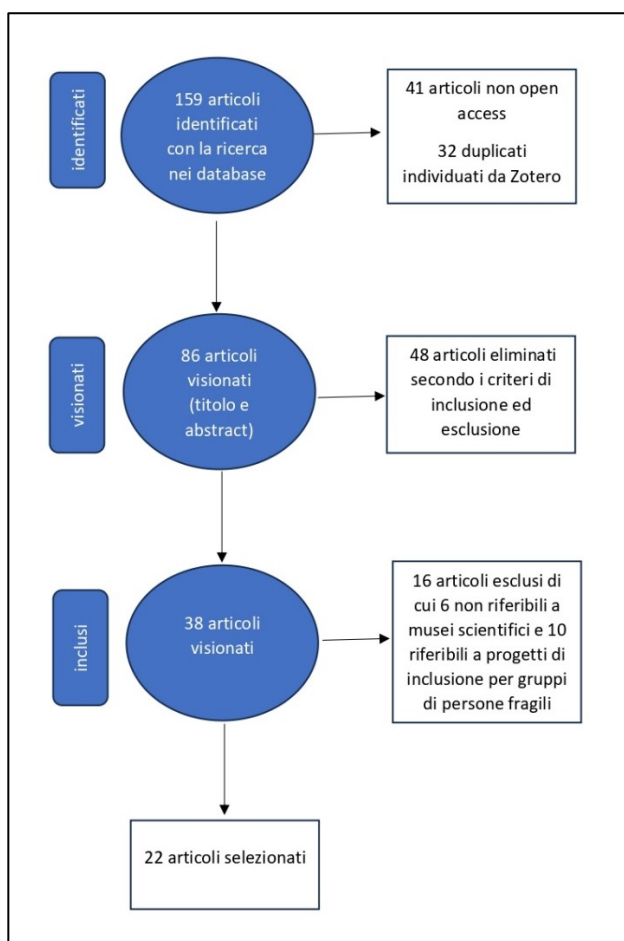 identificati
159 articoli
identificati
con la ricerca
nei database
41 articoli non open
access
32 duplicati
individuati da Zotero
visionati
86 articoli
visionati
(titolo e
abstract)
48 articoli eliminati
secondo i criteri di
inclusione ed
esclusione
inclusi
38 articoli
visionati
16 articoli esclusi di
cui 6 non riferibili a
musei scientifici e 10
riferibili a progetti di
inclusione per gruppi
di persone fragili
22 articoli selezionati